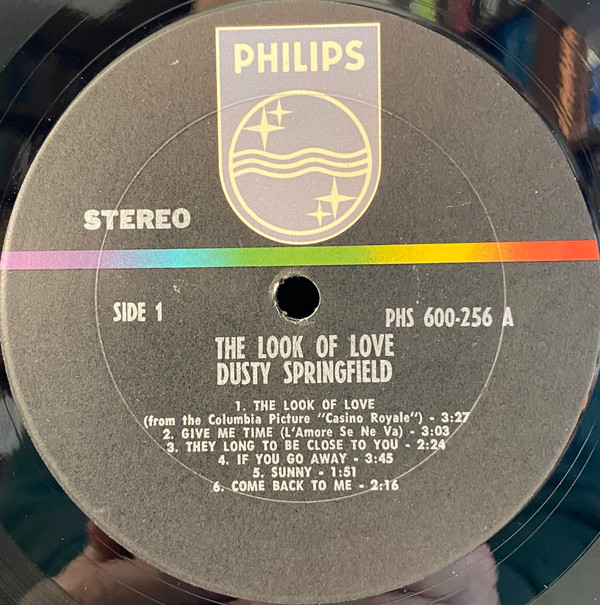 PHILIPS
STEREO
SIDE 1
PHS 600-256 A
THE LOOK OF LOVE
DUSTY SPRINGFIELD
1. THE LOOK OF LOVE
(from the Columbia Picture "Casino Royale") - 3:27
2. GIVE ME TIME (L'Amore Se Ne Va) - 3:03
3. THEY LONG TO BE CLOSE TO YOU - 2:24
4. IF YOU GO AWAY - 3:45
5. SUNNY - 1:51
6. COME BACK TO ME - 2:16